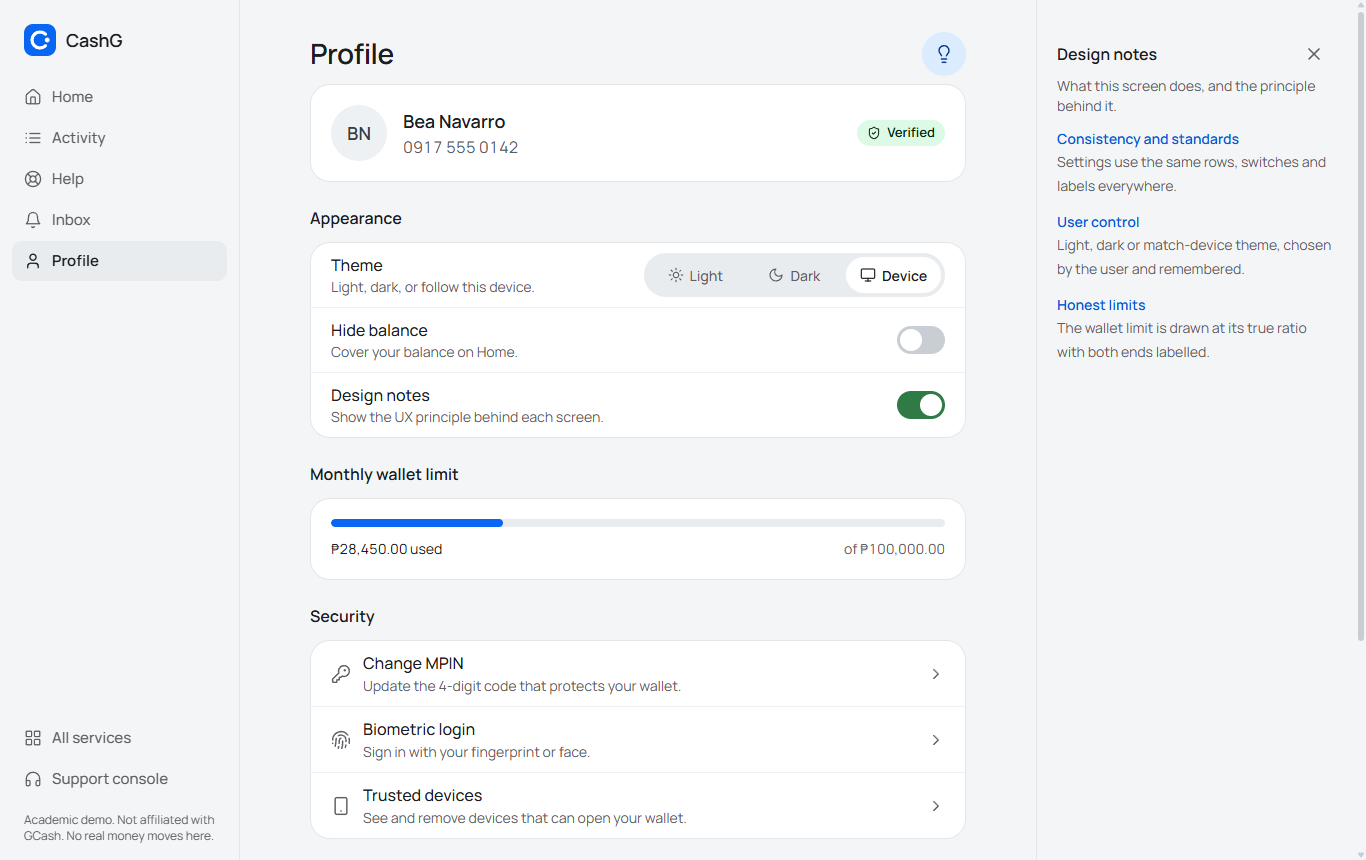 CashG
Home
Activity
Help
Inbox
Profile
All services
Support console
Academic demo. Not affiliated with
GCash. No real money moves here.
Profile
BN
Bea Navarro
0917 555 0142
Verified
Appearance
Theme
Light, dark, or follow this device.
Light
Dark
Device
Hide balance
Cover your balance on Home.
Design notes
Show the UX principle behind each screen.
Monthly wallet limit
₱28,450.00 used
of ₱100,000.00
Security
Change MPIN
Update the 4-digit code that protects your wallet.
Biometric login
Sign in with your fingerprint or face.
Trusted devices
See and remove devices that can open your wallet.
Design notes
What this screen does, and the principle
behind it.
Consistency and standards
Settings use the same rows, switches and
labels everywhere.
User control
Light, dark or match-device theme, chosen
by the user and remembered.
Honest limits
The wallet limit is drawn at its true ratio
with both ends labelled.